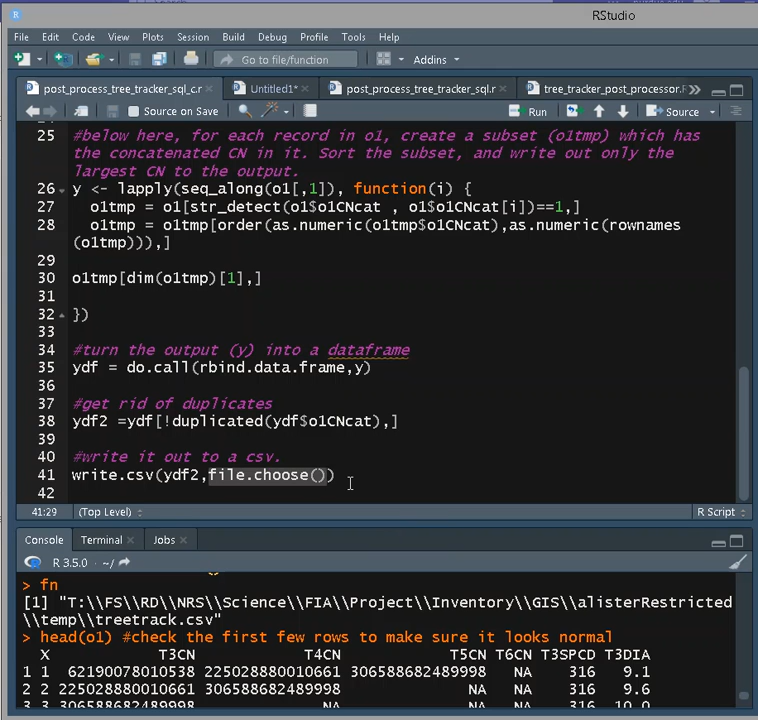 RStudio
File Edit Code View Plots Session Build Debug Profile Tools Help
Go to file/function Addins
post_process_tree_tracker_sql_c.r Untitled1* post_process_tree_tracker_sql.r tree_tracker_post_processor.R
Source on Save Run Source
25 #below here, for each record in o1, create a subset (o1tmp) which has
the concatenated CN in it. Sort the subset, and write out only the
largest CN to the output.
26 y <- lapply(seq_along(o1[,1]), function(i) {
27 o1tmp = o1[str_detect(o1$o1CNcat , o1$o1CNcat[i])==1,]
28 o1tmp = o1tmp[order(as.numeric(o1tmp$o1CNcat),as.numeric(rownames
(o1tmp))),]
29
30 o1tmp[dim(o1tmp)[1],]
31
32 })
33
34 #turn the output (y) into a dataframe
35 ydf = do.call(rbind.data.frame,y)
36
37 #get rid of duplicates
38 ydf2 =ydf[!duplicated(ydf$o1CNcat),]
39
40 #write it out to a csv.
41 write.csv(ydf2,file.choose())
42
41:29 (Top Level) R Script
Console Terminal Jobs
R 3.5.0 · ~/
> fn
[1] "T:\\FS\\RD\\NRS\\Science\\FIA\\Project\\Inventory\\GIS\\alisterRestricted
\\temp\\treetrack.csv"
> head(o1) #check the first few rows to make sure it looks normal
X T3CN T4CN T5CN T6CN T3SPCD T3DIA
1 1 62190078010538 225028880010661 306588682489998 NA 316 9.1
2 2 225028880010661 306588682489998 NA NA 316 9.6
3 3 306588682489998 NA NA NA 316 10.0